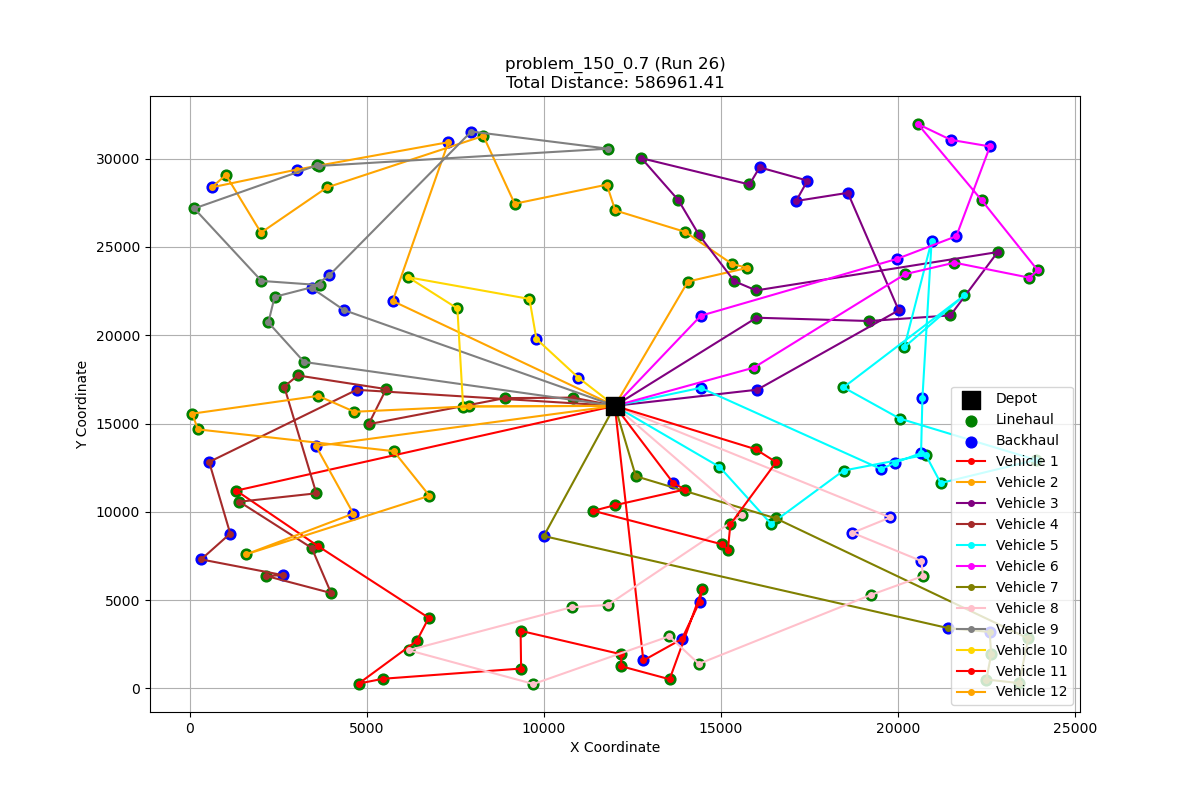 problem_150_0.7 (Run 26)
Total Distance: 586961.41
30000
25000
20000
15000
10000
5000
0
Y Coordinate
0
5000
10000
15000
20000
25000
X Coordinate
Depot
Linehaul
Backhaul
Vehicle 1
Vehicle 2
Vehicle 3
Vehicle 4
Vehicle 5
Vehicle 6
Vehicle 7
Vehicle 8
Vehicle 9
Vehicle 10
Vehicle 11
Vehicle 12